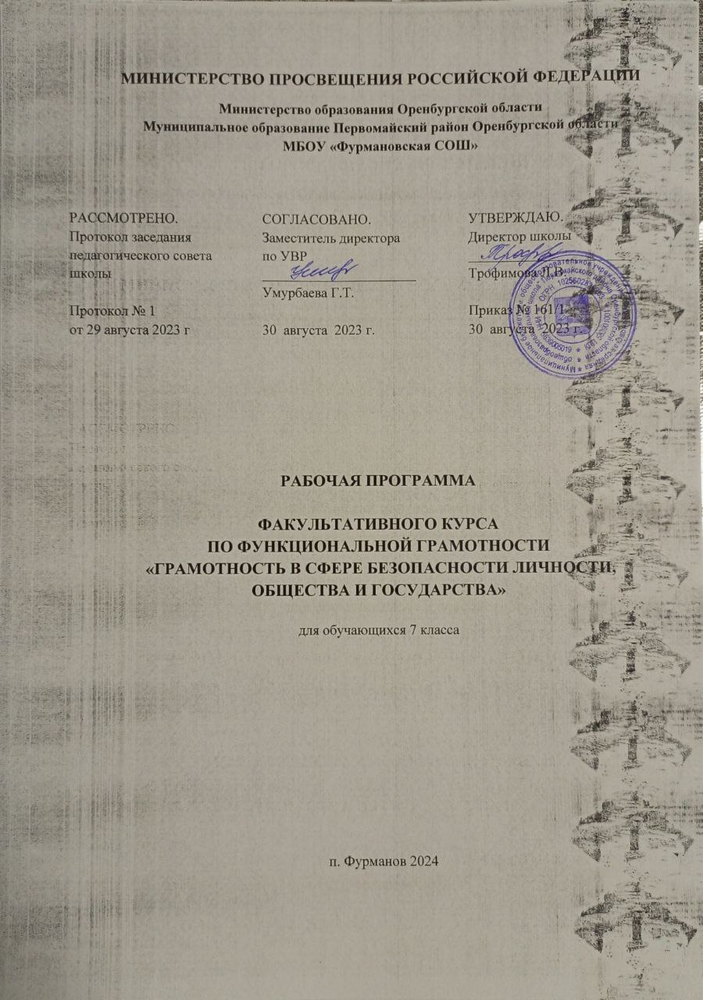 МИНИСТЕРСТВО ПРОСВЕЩЕНИЯ РОССИЙСКОЙ ФЕДЕРАЦИИ
Министерство образования Оренбургской области
Муниципальное образование Первомайский район Оренбургской области
МБОУ «Фурмановская СОШ»
РАССМОТРЕНО.
Протокол заседания
педагогического совета
школы
Протокол № 1
от 29 августа 2023 г
СОГЛАСОВАНО.
Заместитель директора
по УВР
Умурбаева Г.Т.
30 августа 2023 г.
УТВЕРЖДАЮ.
Директор школы
Трофимова Л.В.
Приказ № 161/1
30 августа 2023 г.
РАБОЧАЯ ПРОГРАММА
ФАКУЛЬТАТИВНОГО КУРСА
ПО ФУНКЦИОНАЛЬНОЙ ГРАМОТНОСТИ
«ГРАМОТНОСТЬ В СФЕРЕ БЕЗОПАСНОСТИ ЛИЧНОСТИ,
ОБЩЕСТВА И ГОСУДАРСТВА»
для обучающихся 7 класса
п. Фурманов 2024